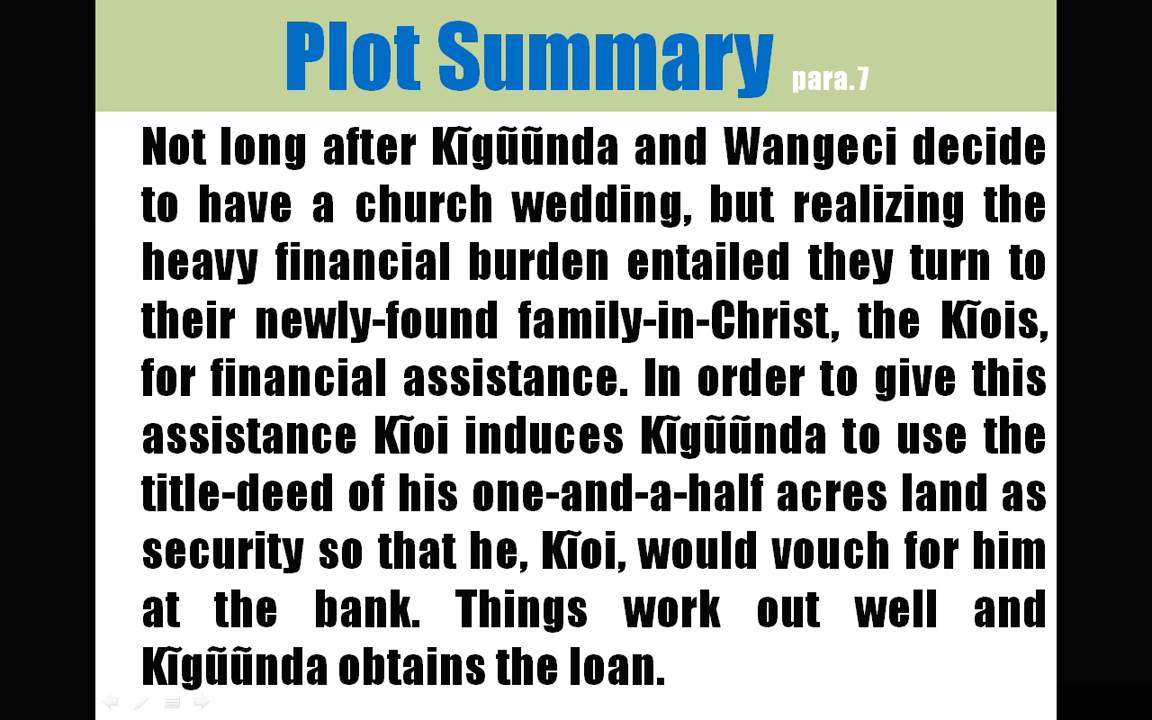 Plot Summary para.7
Not long after Kĩgũũnda and Wangeci decide
to have a church wedding, but realizing the
heavy financial burden entailed they turn to
their newly-found family-in-Christ, the Kĩois,
for financial assistance. In order to give this
assistance Kĩoi induces Kĩgũũnda to use the
title-deed of his one-and-a-half acres land as
security so that he, Kĩoi, would vouch for him
at the bank. Things work out well and
Kĩgũũnda obtains the loan.